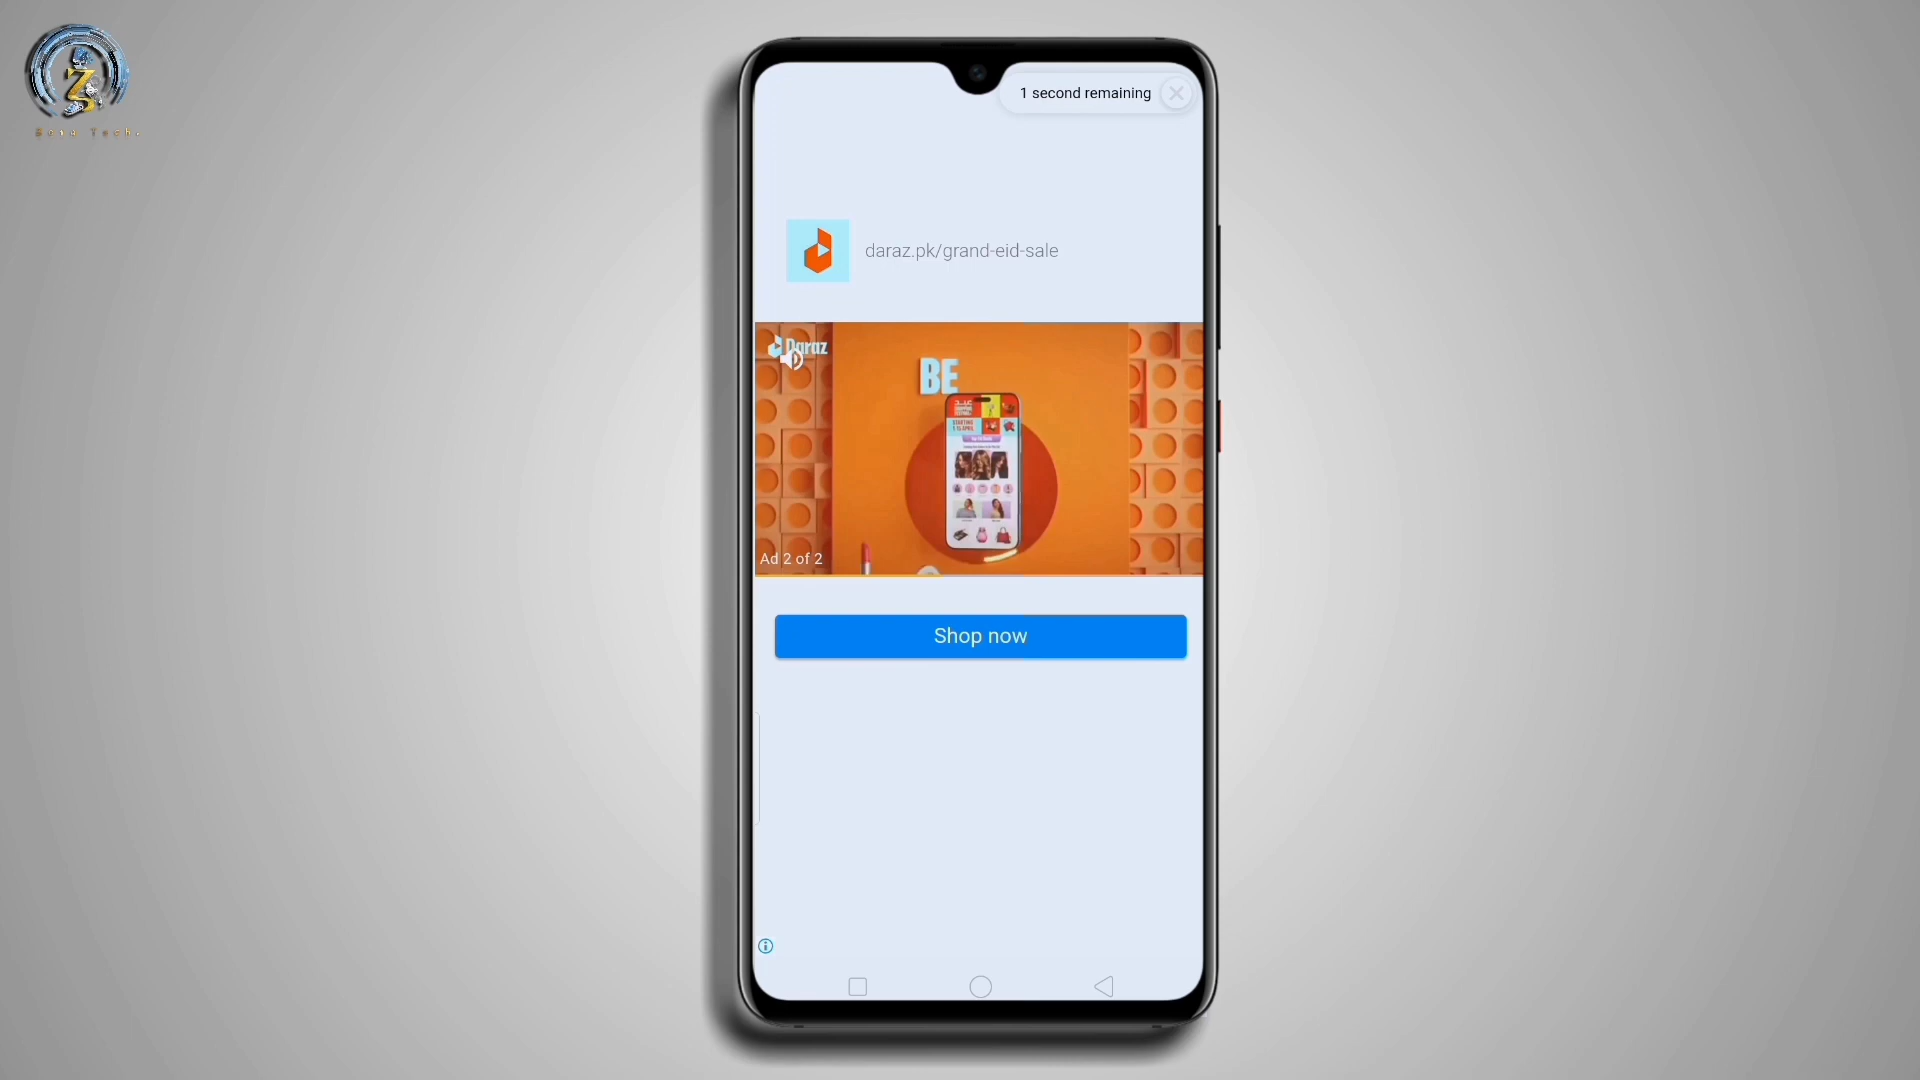 1 second remaining
daraz.pk/grand-eid-sale
Daraz
BE
Ad 2 of 2
Shop now